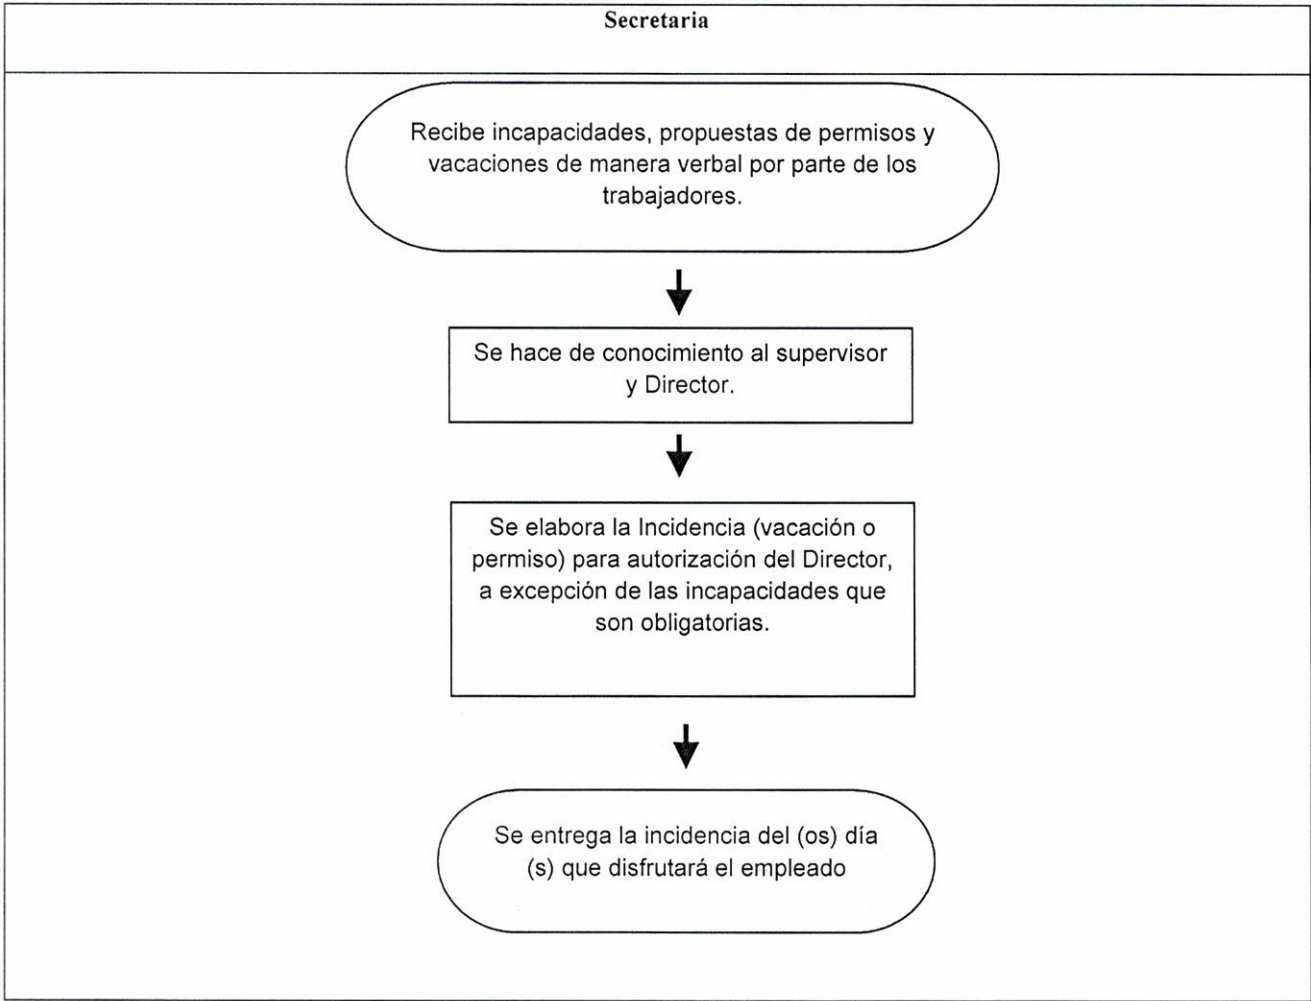 Secretaria
Recibe incapacidades, propuestas de permisos y
vacaciones de manera verbal por parte de los
trabajadores.
Se hace de conocimiento al supervisor
y Director.
Se elabora la Incidencia (vacación o
permiso) para autorización del Director,
a excepción de las incapacidades que
son obligatorias.
Se entrega la incidencia del (os) día
(s) que disfrutará el empleado